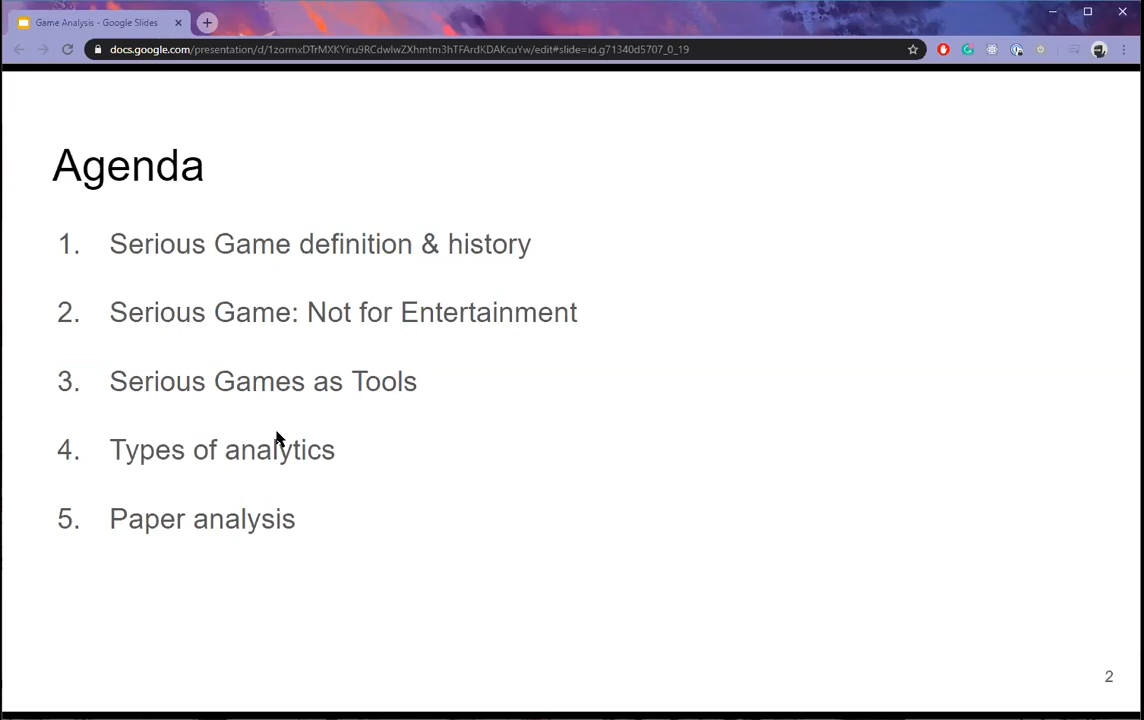 Game Analysis - Google Slides
docs.google.com/presentation/d/1zormxDTrMXKYiru9RCdwlwZXhmtm3hTFArdKDAKcuYw/edit#slide=id.g71340d5707_0_19
Agenda
1. Serious Game definition & history
2. Serious Game: Not for Entertainment
3. Serious Games as Tools
4. Types of analytics
5. Paper analysis
2